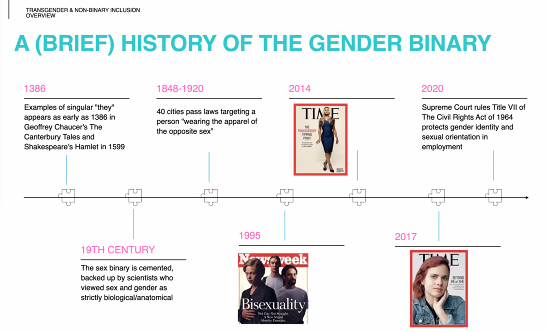 TRANSGENDER & NON-BINARY INCLUSION
OVERVIEW
A (BRIEF) HISTORY OF THE GENDER BINARY
1386
Examples of singular "they"
appears as early as 1386 in
Geoffrey Chaucer's The
Canterbury Tales and
Shakespeare's Hamlet in 1599
1848-1920
40 cities pass laws targeting a
person "wearing the apparel of
the opposite sex"
2014
TIME
THE
TRANSGENDER
TIPPING
POINT
2020
Supreme Court rules Title VII of
The Civil Rights Act of 1964
protects gender identity and
sexual orientation in
employment
19TH CENTURY
The sex binary is cemented,
backed up by scientists who
viewed sex and gender as
strictly biological/anatomical
1995
Newsweek
Bisexuality
2017
TIME